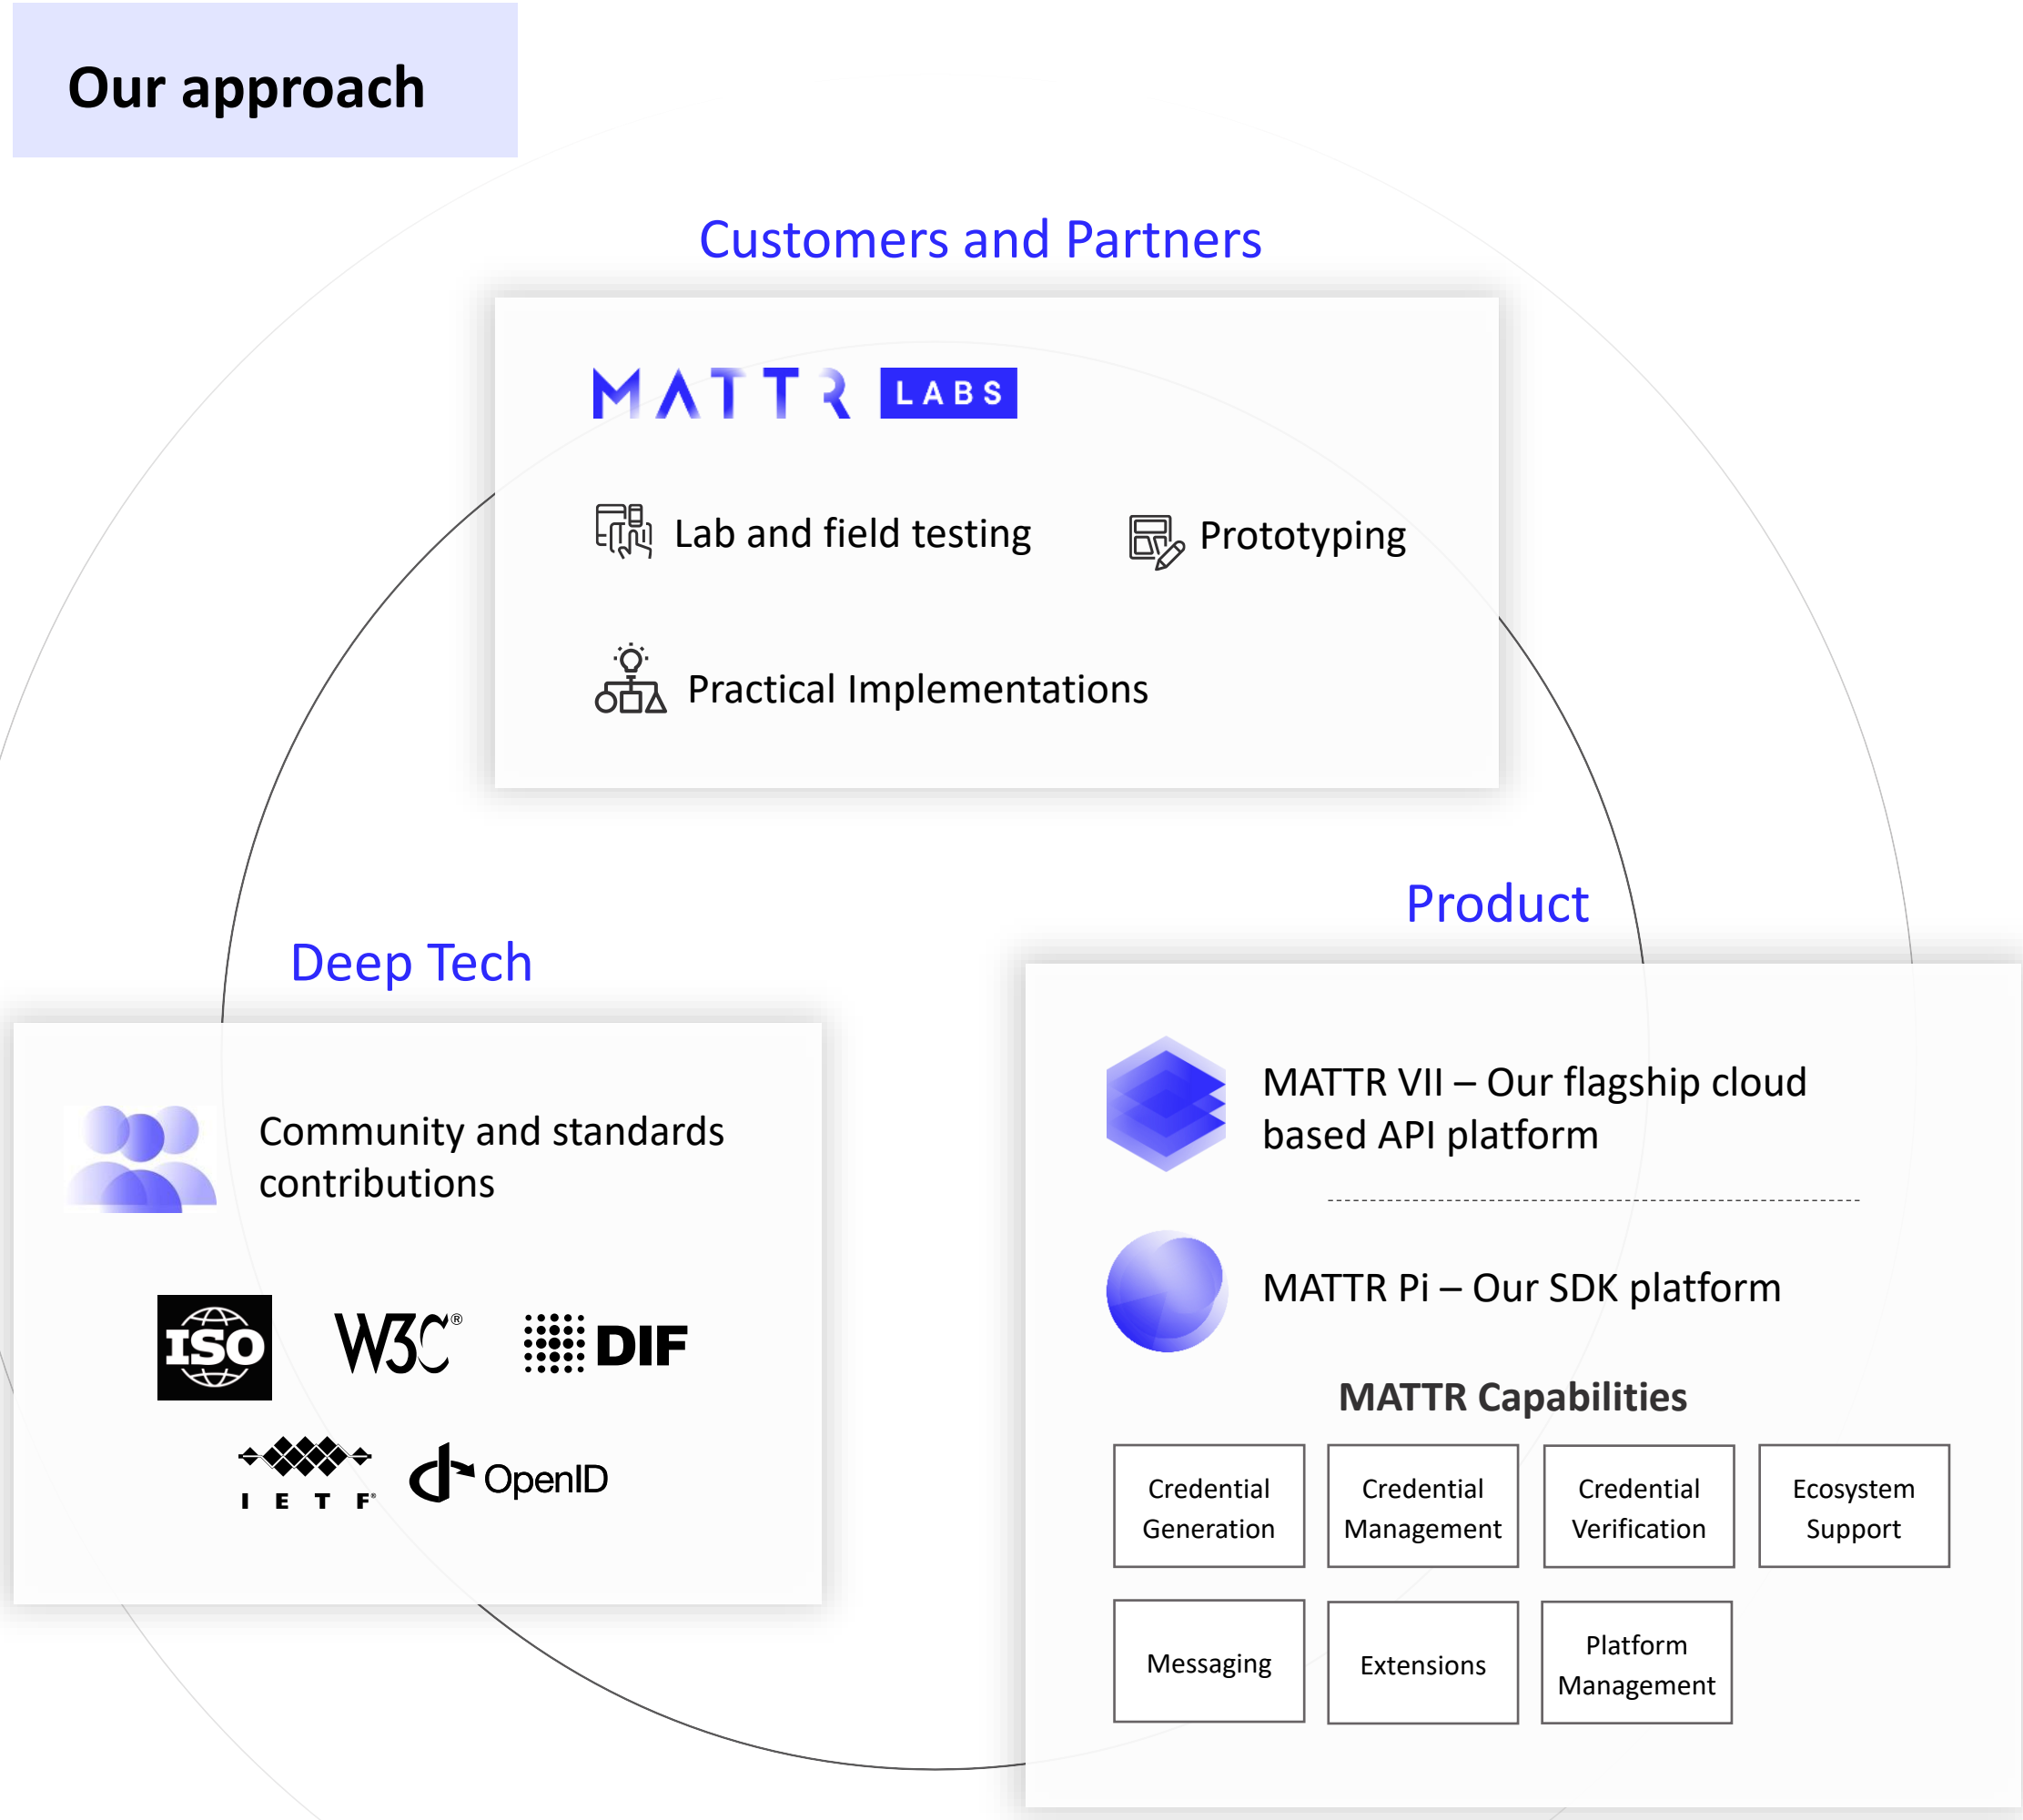 Our approach
Customers and Partners
MATTR LABS
Lab and field testing
Prototyping
Practical Implementations
Deep Tech
Community and standards
contributions
ISO
W3C®
DIF
IETF®
OpenID
Product
MATTR VII – Our flagship cloud
based API platform
MATTR Pi – Our SDK platform
MATTR Capabilities
Credential
Generation
Credential
Management
Credential
Verification
Ecosystem
Support
Messaging
Extensions
Platform
Management